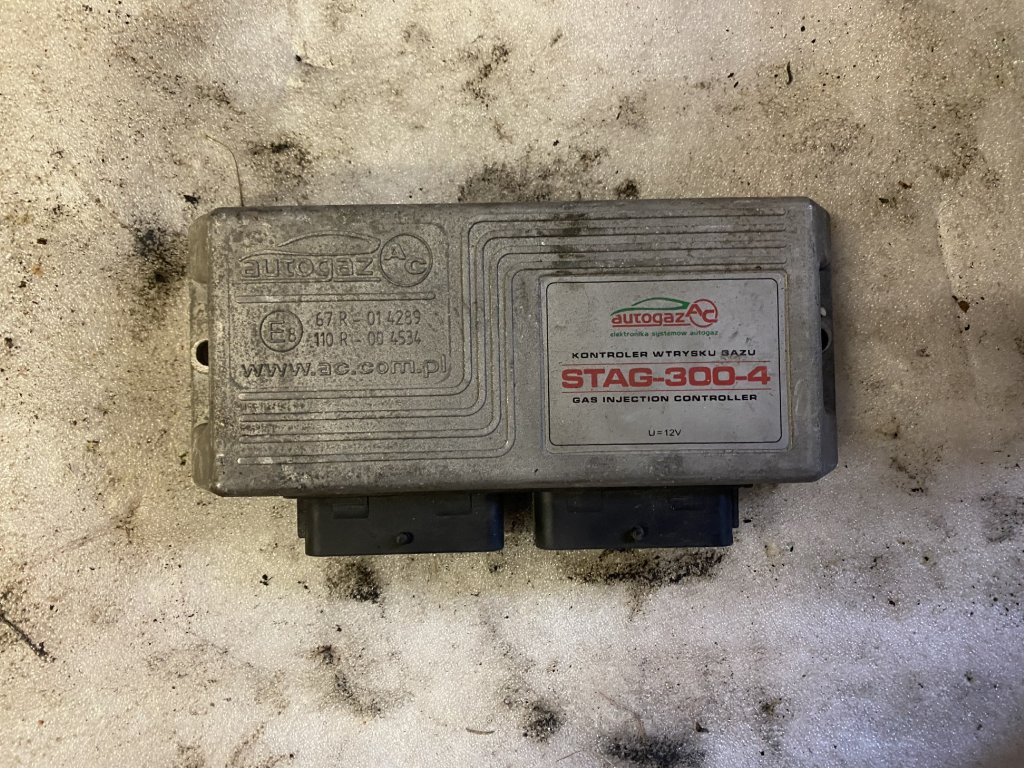 autogaz AC
E8
67 R-01 4289
110 R-00 4534
www.ac.com.pl
autogaz AC
elektronika systemów autogaz
KONTROLER WTRYSKU GAZU
STAG-300-4
GAS INJECTION CONTROLLER
U=12V